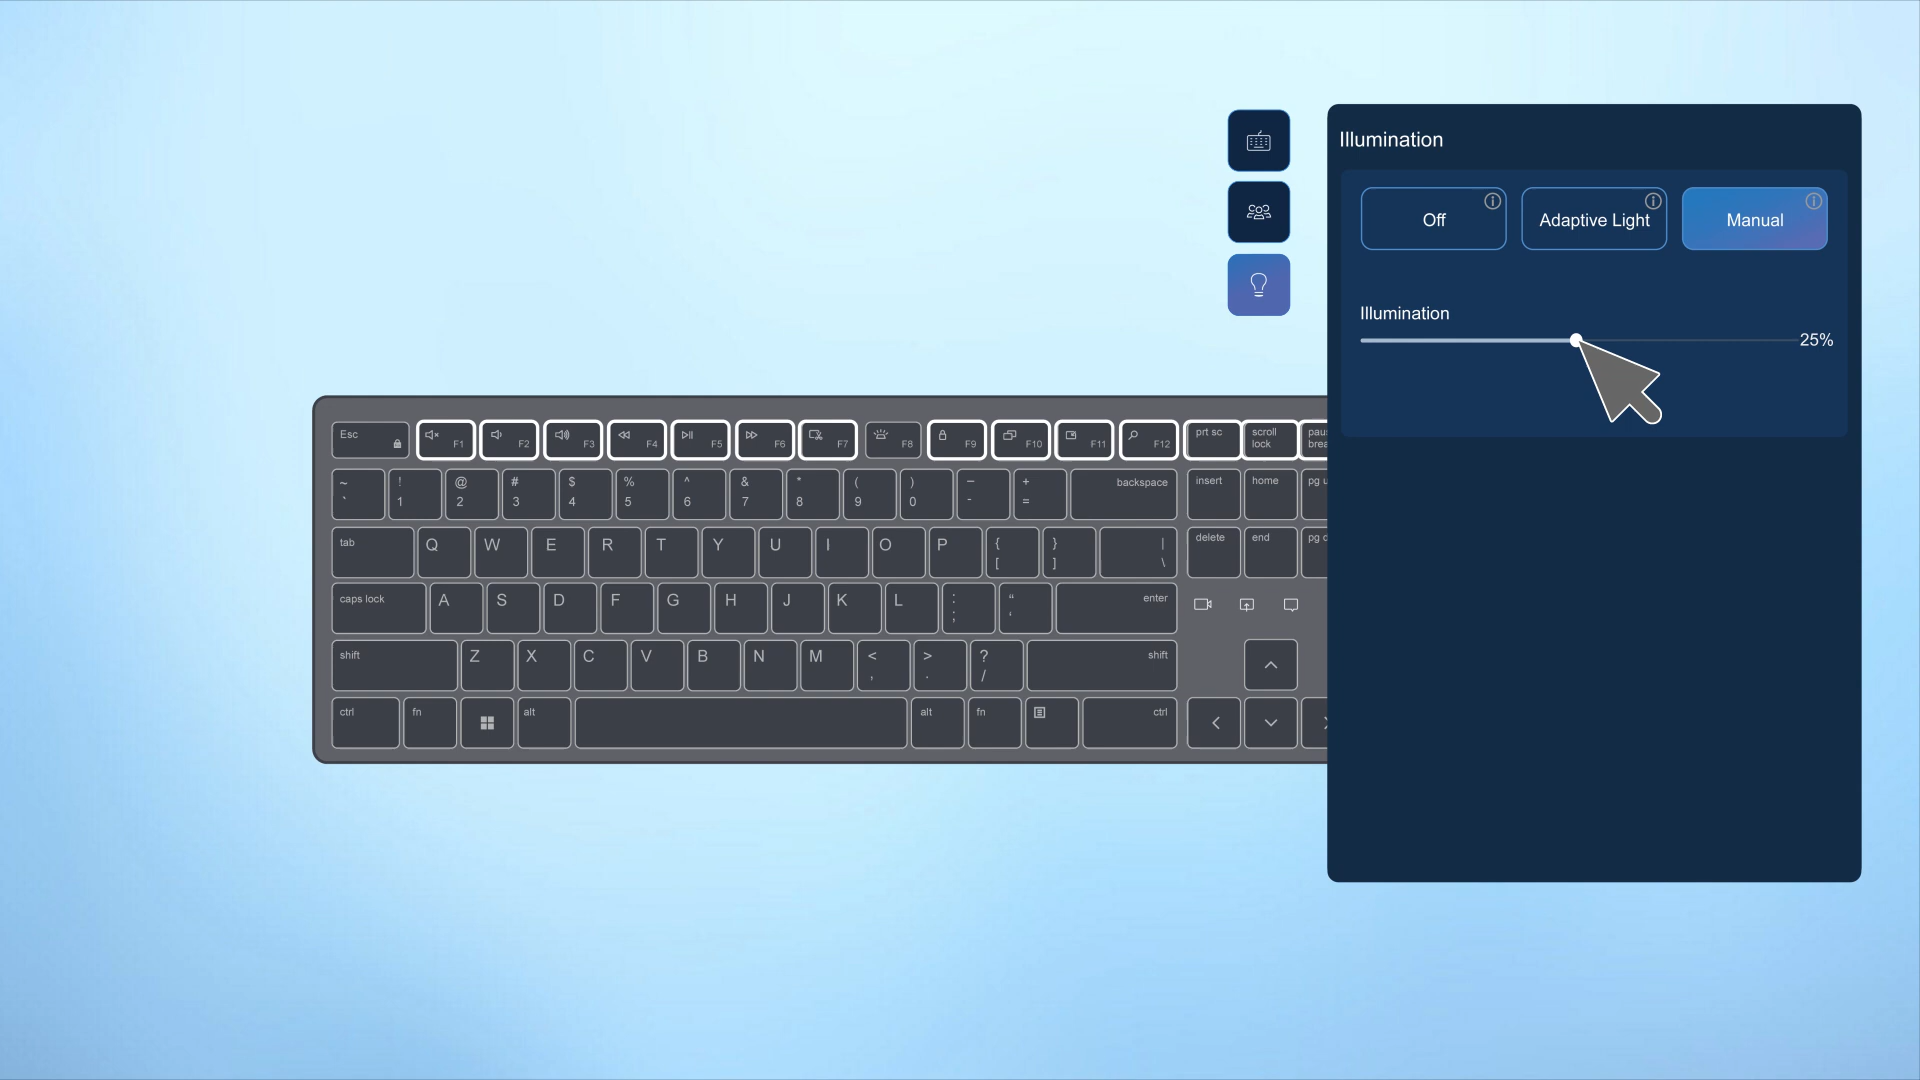 Illumination
Off
Adaptive Light
Manual
Illumination
25%
Esc F1 F2 F3 F4 F5 F6 F7 F8 F9 F10 F11 F12 prt sc scroll lock
~ ` ! 1 @ 2 # 3 $ 4 % 5 ^ 6 & 7 * 8 ( 9 ) 0 – - + = backspace insert home pg
tab Q W E R T Y U I O P { [ } ] | \ delete end pg
caps lock A S D F G H J K L : ; “ ‘ enter
shift Z X C V B N M < , > . ? / shift
ctrl fn alt alt fn ctrl